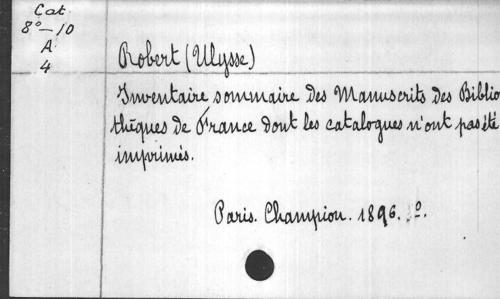 Cat
8°-10
A
4
Robert (Ulysse)
Inventaire sommaire des Manuscrits des Biblio
thèques de France dont les catalogues n'ont pas été
imprimés.
Paris. Champion. 1896. 8°.